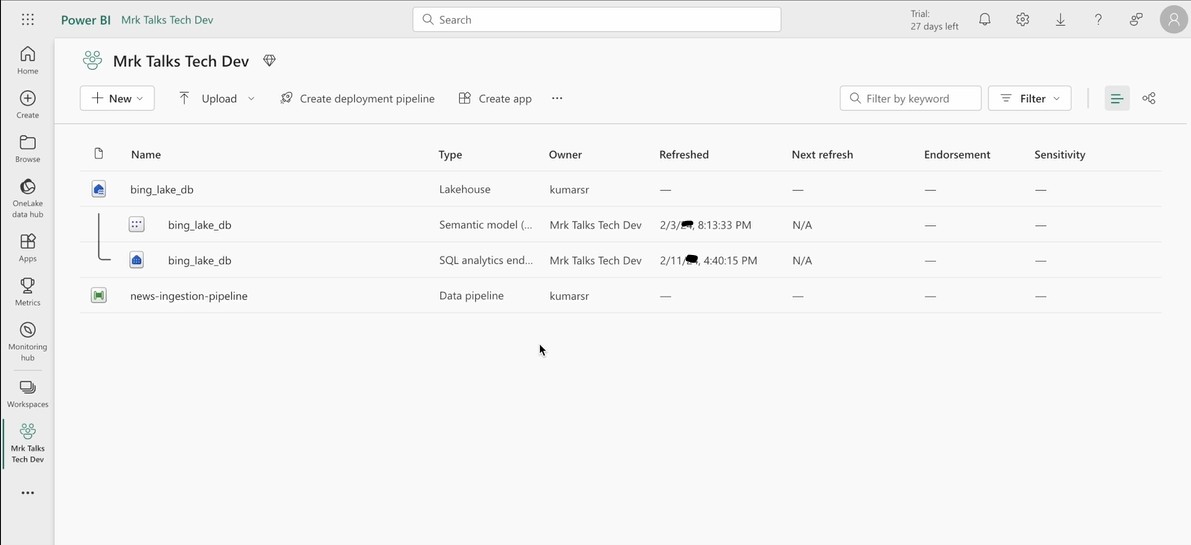 Power BI Mrk Talks Tech Dev Search Trial:
27 days left
Mrk Talks Tech Dev
New Upload Create deployment pipeline Create app ... Filter by keyword Filter
Name Type Owner Refreshed Next refresh Endorsement Sensitivity
bing_lake_db Lakehouse kumarsr — — — —
bing_lake_db Semantic model (... Mrk Talks Tech Dev 2/3/ , 8:13:33 PM N/A — —
bing_lake_db SQL analytics end... Mrk Talks Tech Dev 2/11/ , 4:40:15 PM N/A — —
news-ingestion-pipeline Data pipeline kumarsr — — — —
Home
Create
Browse
OneLake
data hub
Apps
Metrics
Monitoring
hub
Workspaces
Mrk Talks
Tech Dev